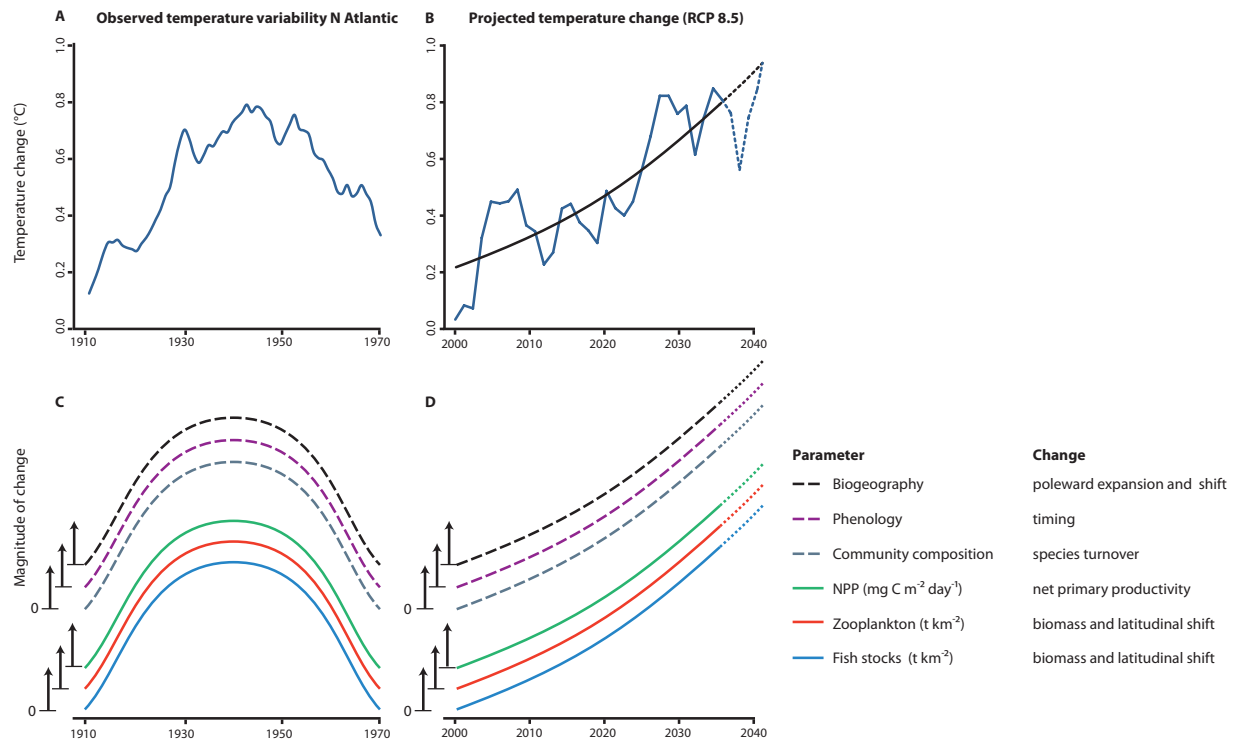 A Observed temperature variability N Atlantic
B Projected temperature change (RCP 8.5)
Temperature change (°C)
1.0
0.8
0.6
0.4
0.2
0.0
1910 1930 1950 1970
1.0
0.8
0.6
0.4
0.2
0.0
2000 2010 2020 2030 2040
C
D
Magnitude of change
0
0
1910 1930 1950 1970
0
0
2000 2010 2020 2030 2040
Parameter Change
Biogeography poleward expansion and shift
Phenology timing
Community composition species turnover
NPP (mg C m⁻² day⁻¹) net primary productivity
Zooplankton (t km⁻²) biomass and latitudinal shift
Fish stocks (t km⁻²) biomass and latitudinal shift